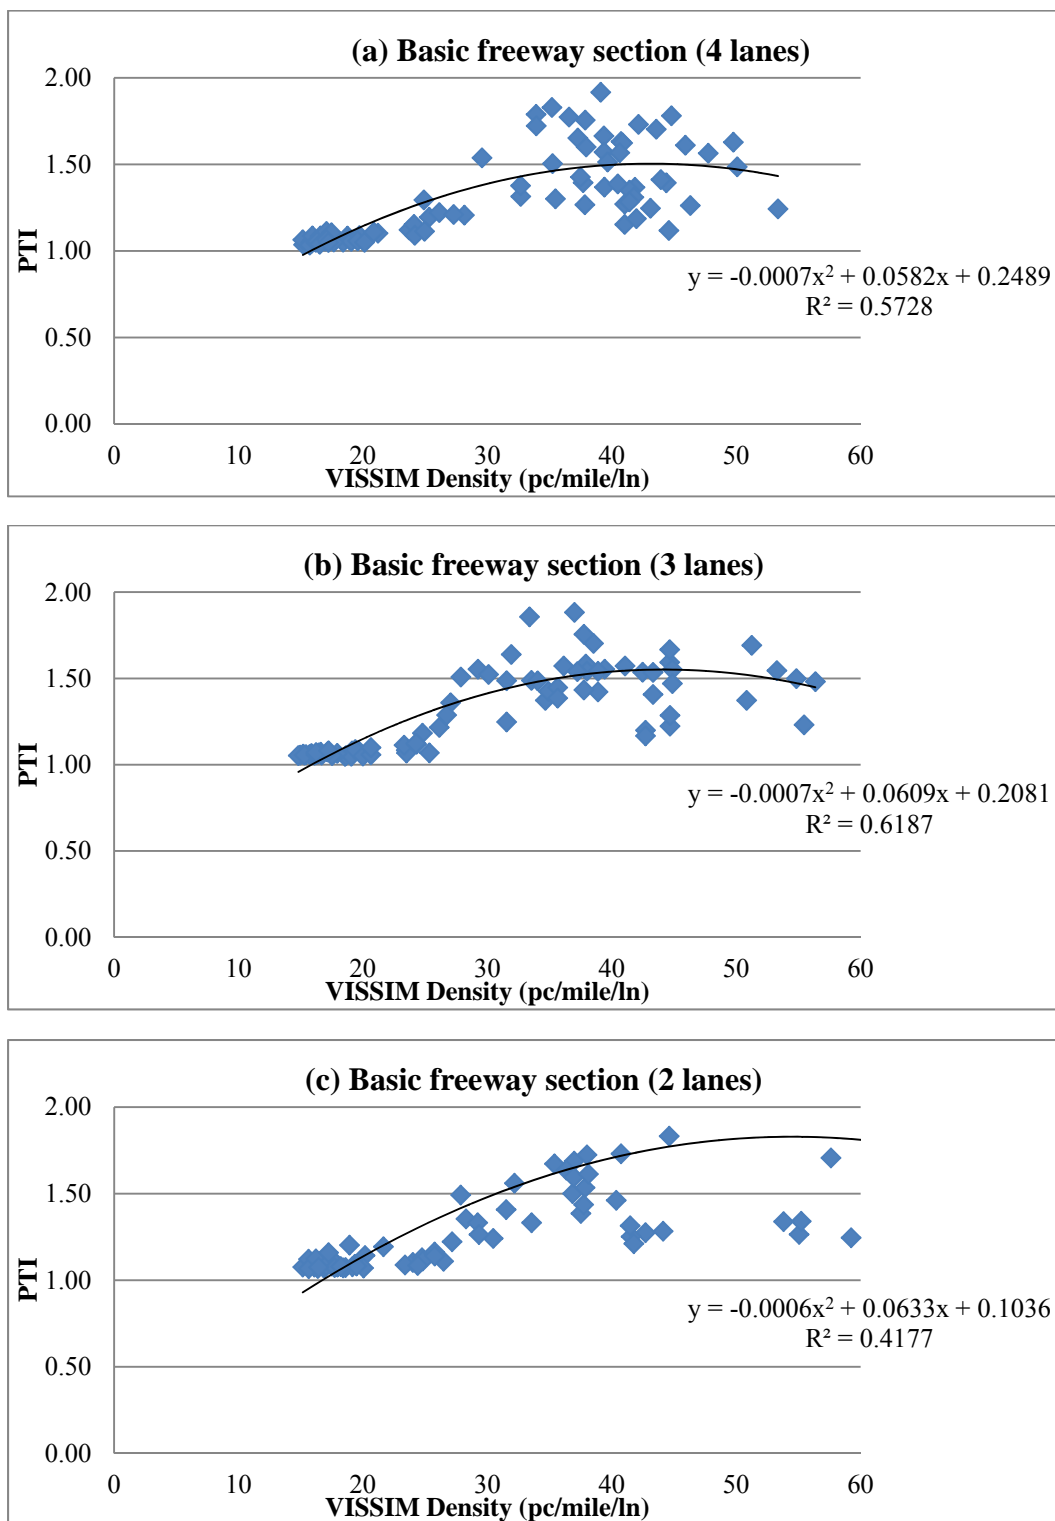 (a) Basic freeway section (4 lanes)
2.00
1.50
1.00
0.50
0.00
PTI
y = -0.0007x² + 0.0582x + 0.2489
R² = 0.5728
0 10 20 30 40 50 60
VISSIM Density (pc/mile/ln)
(b) Basic freeway section (3 lanes)
2.00
1.50
1.00
0.50
0.00
PTI
y = -0.0007x² + 0.0609x + 0.2081
R² = 0.6187
0 10 20 30 40 50 60
VISSIM Density (pc/mile/ln)
(c) Basic freeway section (2 lanes)
2.00
1.50
1.00
0.50
0.00
PTI
y = -0.0006x² + 0.0633x + 0.1036
R² = 0.4177
0 10 20 30 40 50 60
VISSIM Density (pc/mile/ln)